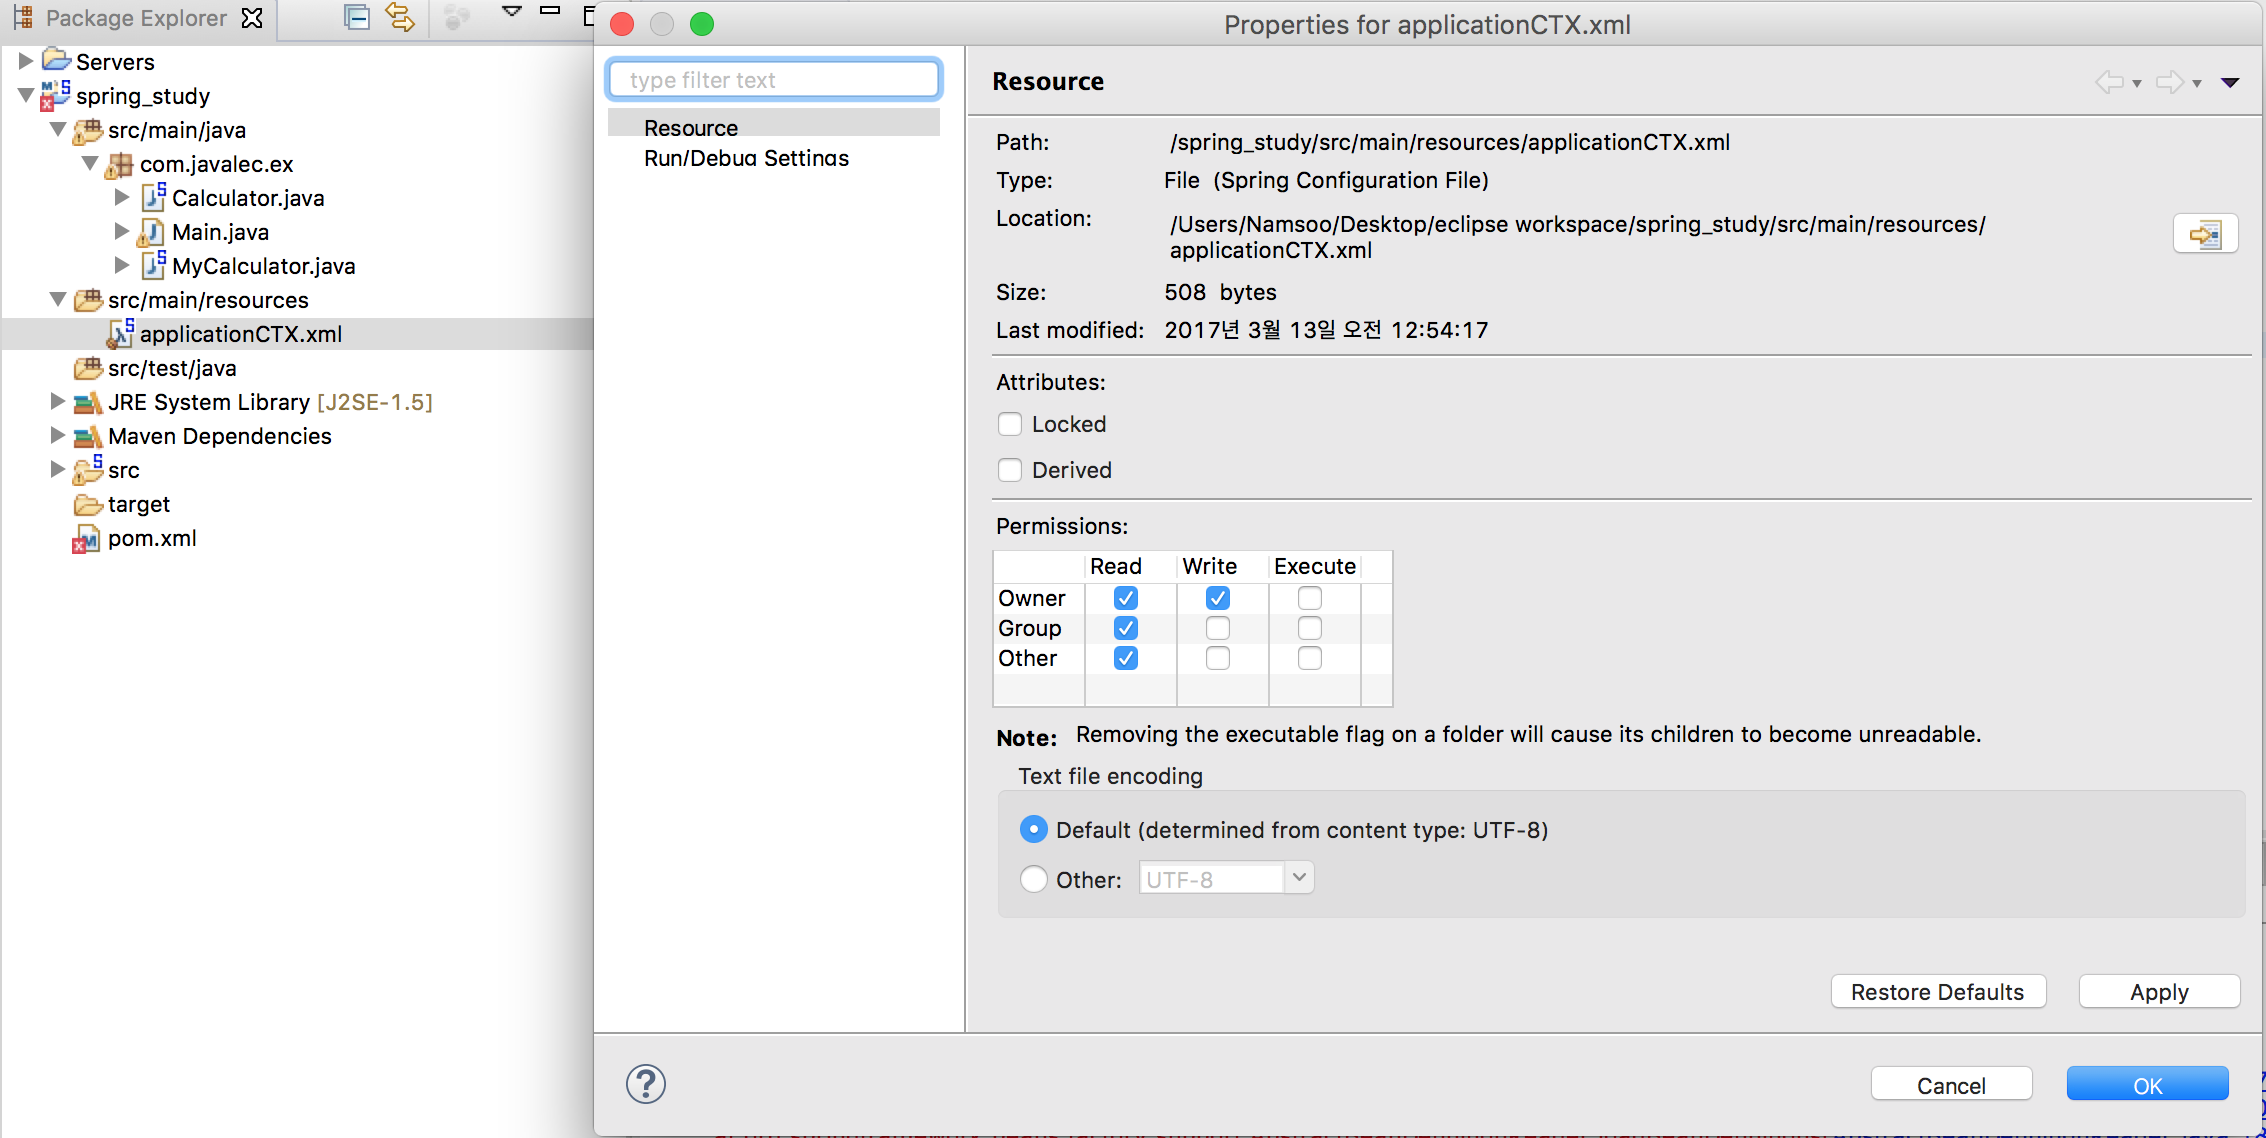 Package Explorer
Servers
spring_study
src/main/java
com.javalec.ex
Calculator.java
Main.java
MyCalculator.java
src/main/resources
applicationCTX.xml
src/test/java
JRE System Library [J2SE-1.5]
Maven Dependencies
src
target
pom.xml
Properties for applicationCTX.xml
type filter text
Resource
Run/Debug Settings
Resource
Path: /spring_study/src/main/resources/applicationCTX.xml
Type: File (Spring Configuration File)
Location: /Users/Namsoo/Desktop/eclipse workspace/spring_study/src/main/resources/
applicationCTX.xml
Size: 508 bytes
Last modified: 2017년 3월 13일 오전 12:54:17
Attributes:
Locked
Derived
Permissions:
Read Write Execute
Owner
Group
Other
Note: Removing the executable flag on a folder will cause its children to become unreadable.
Text file encoding
Default (determined from content type: UTF-8)
Other: UTF-8
Restore Defaults Apply
? Cancel OK